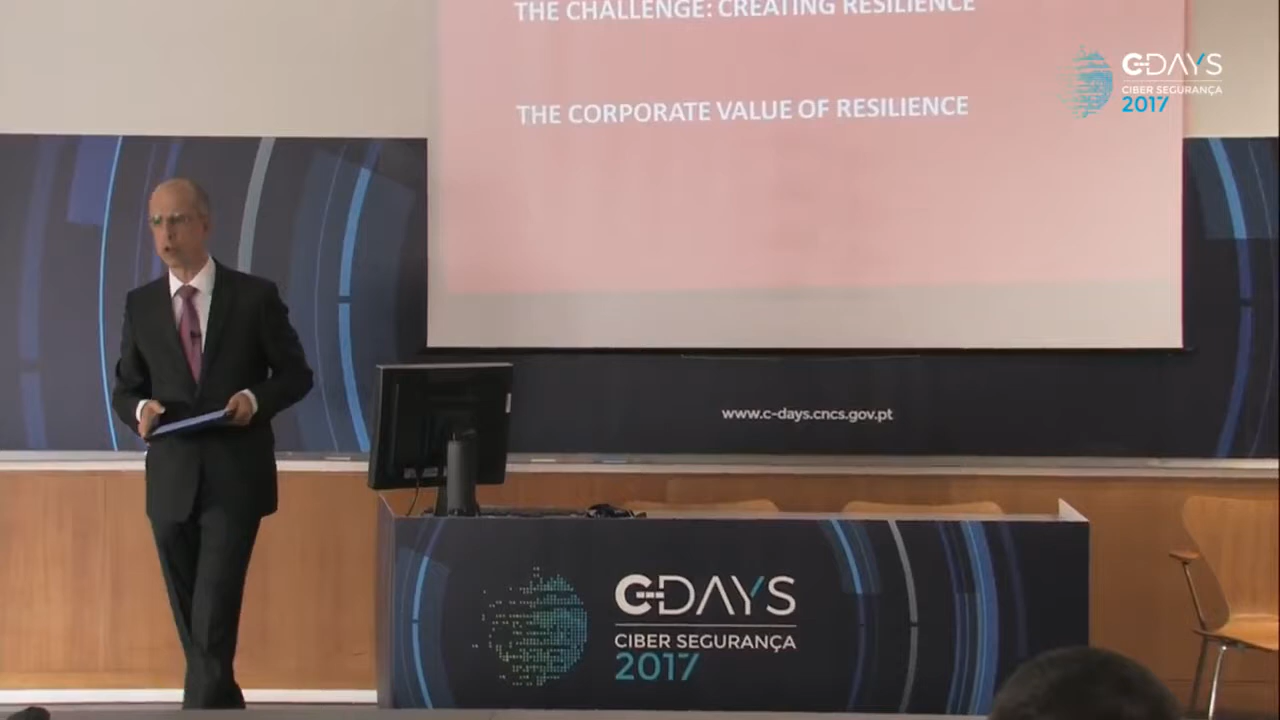 THE CHALLENGE: CREATING RESILIENCE
THE CORPORATE VALUE OF RESILIENCE
C-DAYS
CIBER SEGURANÇA
2017
www.c-days.cncs.gov.pt
C-DAYS
CIBER SEGURANÇA
2017